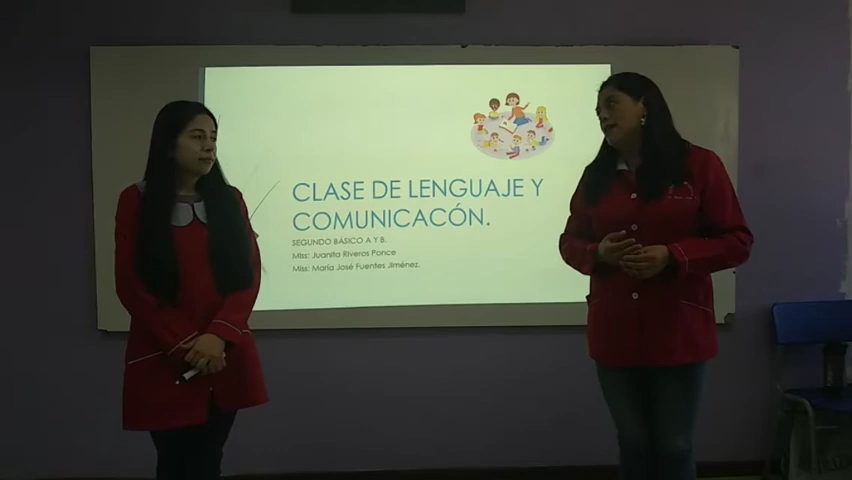 CLASE DE LENGUAJE Y
COMUNICACÓN.
SEGUNDO BÁSICO A Y B.
Miss: Juanita Riveros Ponce
Miss: María José Fuentes Jiménez.